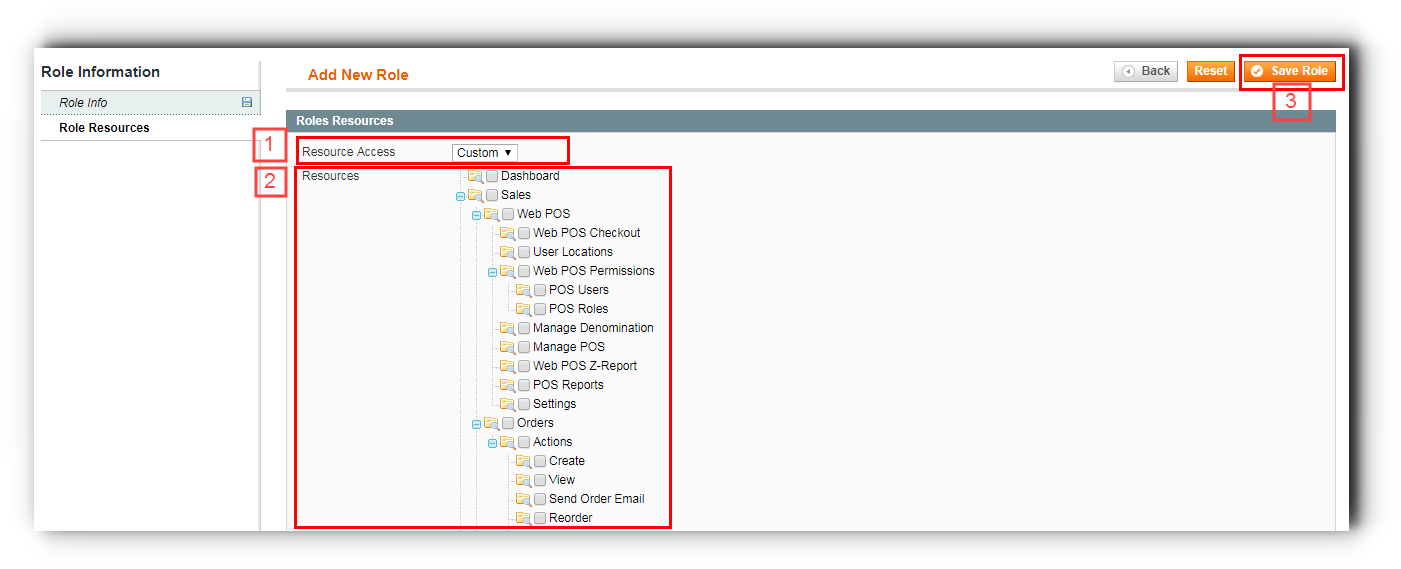 Role Information
Role Info
Role Resources
Add New Role
Back
Reset
Save Role
3
Roles Resources
1
Resource Access
Custom
2
Resources
Dashboard
Sales
Web POS
Web POS Checkout
User Locations
Web POS Permissions
POS Users
POS Roles
Manage Denomination
Manage POS
Web POS Z-Report
POS Reports
Settings
Orders
Actions
Create
View
Send Order Email
Reorder